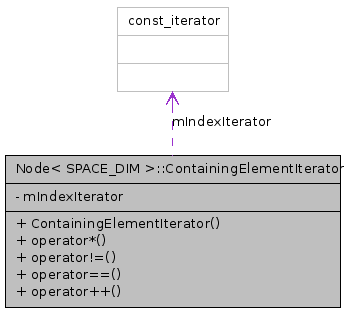 const_iterator
mIndexIterator
Node< SPACE_DIM >::ContainingElementIterator
- mIndexIterator
+ ContainingElementIterator()
+ operator*()
+ operator!=()
+ operator==()
+ operator++()